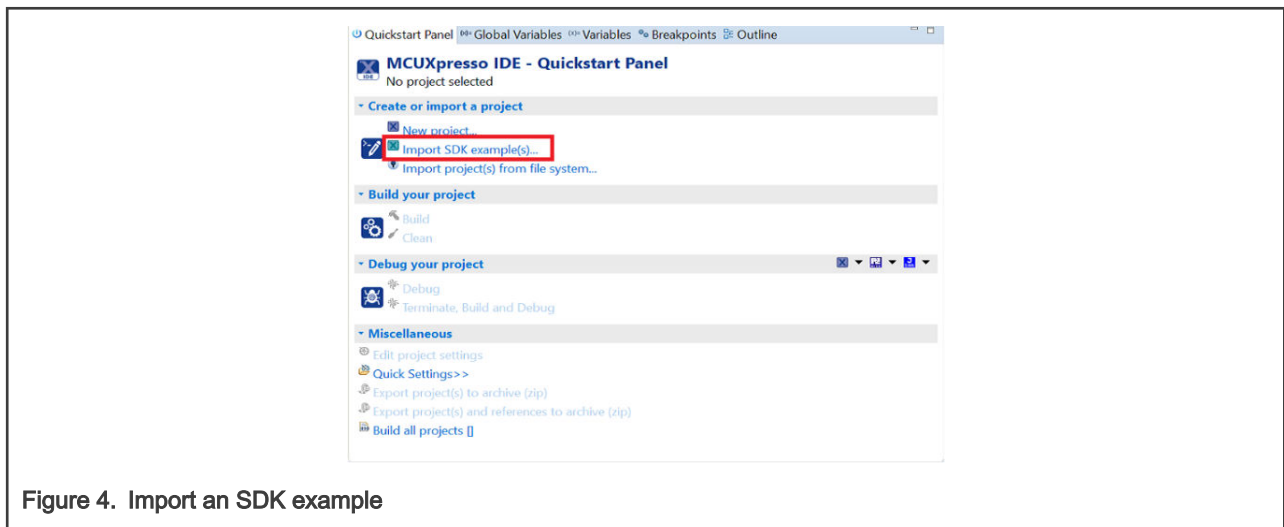 Quickstart Panel Global Variables Variables Breakpoints Outline
IDE
MCUXpresso IDE - Quickstart Panel
No project selected
Create or import a project
New project...
Import SDK example(s)...
Import project(s) from file system...
Build your project
Build
Clean
Debug your project
Debug
Terminate, Build and Debug
Miscellaneous
Edit project settings
Quick Settings>>
Export project(s) to archive (zip)
Export project(s) and references to archive (zip)
Build all projects []
Figure 4. Import an SDK example